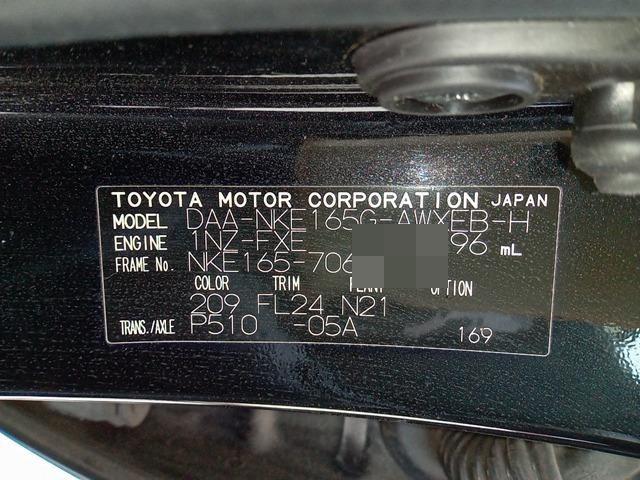 TOYOTA MOTOR CORPORATION JAPAN
MODEL DAA-NKE165G-AWXEB-H
ENGINE 1NZ-FXE 96 mL
FRAME No. NKE165-706
COLOR TRIM OPTION
209 FL24 N21
TRANS./AXLE P510 -05A 169